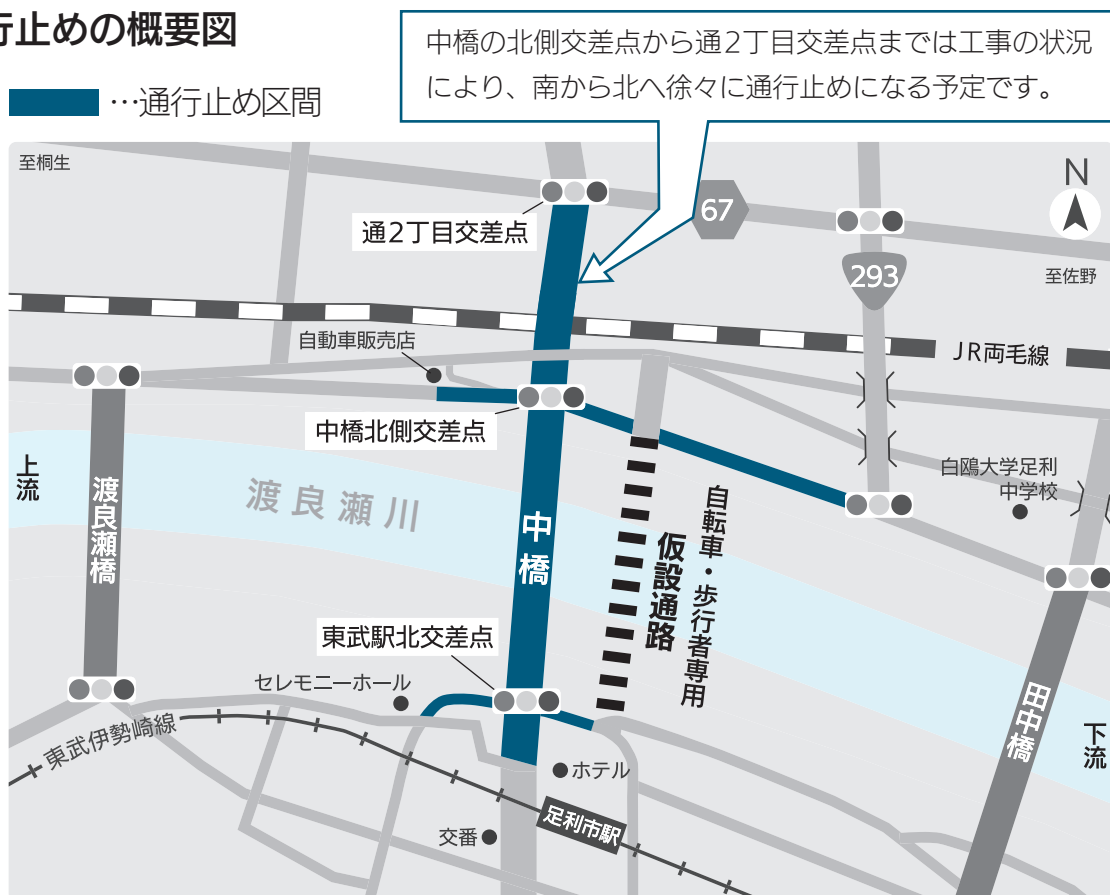 行止めの概要図
…通行止め区間
中橋の北側交差点から通2丁目交差点までは工事の状況
により、南から北へ徐々に通行止めになる予定です。
至桐生
N
67
通2丁目交差点
293
至佐野
自動車販売店
JR両毛線
中橋北側交差点
上流
渡良瀬橋
渡良瀬川
中橋
自転車・歩行者専用
仮設通路
白鴎大学足利
中学校
東武駅北交差点
セレモニーホール
東武伊勢崎線
田中橋
下流
ホテル
足利市駅
交番